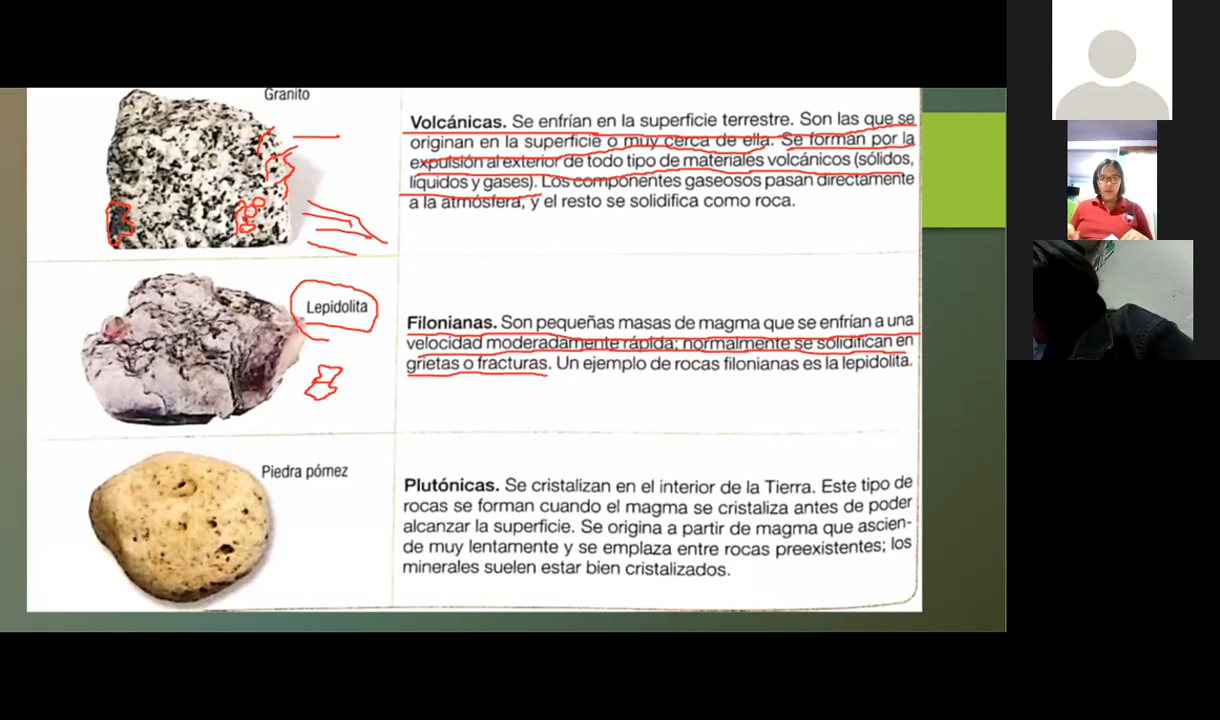 Granito
Volcánicas. Se enfrían en la superficie terrestre. Son las que se
originan en la superficie o muy cerca de ella. Se forman por la
expulsión al exterior de todo tipo de materiales volcánicos (sólidos,
líquidos y gases). Los componentes gaseosos pasan directamente
a la atmósfera, y el resto se solidifica como roca.
Lepidolita
Filonianas. Son pequeñas masas de magma que se enfrían a una
velocidad moderadamente rápida; normalmente se solidifican en
grietas o fracturas. Un ejemplo de rocas filonianas es la lepidolita.
Piedra pómez
Plutónicas. Se cristalizan en el interior de la Tierra. Este tipo de
rocas se forman cuando el magma se cristaliza antes de poder
alcanzar la superficie. Se origina a partir de magma que ascien-
de muy lentamente y se emplaza entre rocas preexistentes; los
minerales suelen estar bien cristalizados.